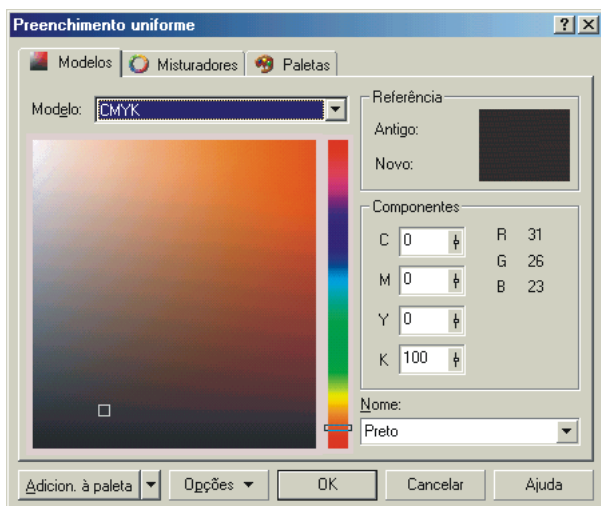 Preenchimento uniforme
Modelos Misturadores Paletas
Modelo: CMYK
Referência
Antigo:
Novo:
Componentes
C 0 R 31
G 26
M 0 B 23
Y 0
K 100
Nome:
Preto
Adicion. à paleta Opções OK Cancelar Ajuda